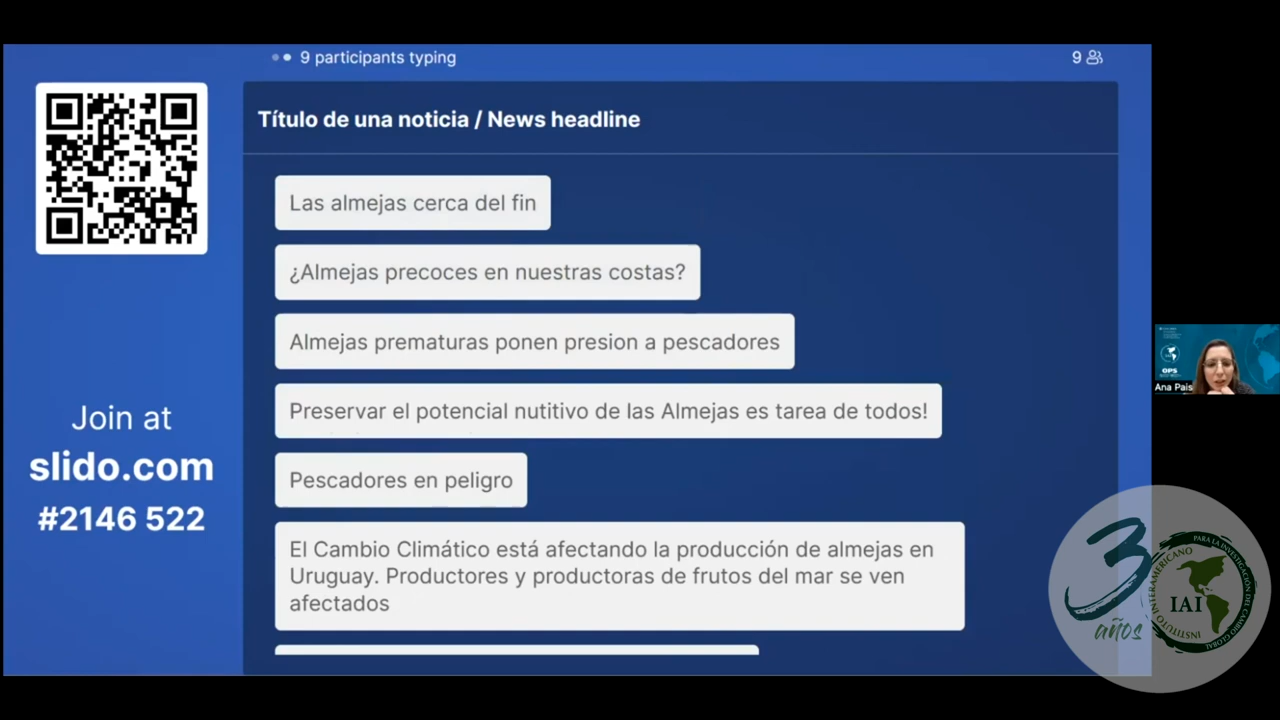 9 participants typing
9
Título de una noticia / News headline
Las almejas cerca del fin
¿Almejas precoces en nuestras costas?
Almejas prematuras ponen presion a pescadores
Preservar el potencial nutitivo de las Almejas es tarea de todos!
Pescadores en peligro
El Cambio Climático está afectando la producción de almejas en
Uruguay. Productores y productoras de frutos del mar se ven
afectados
Join at
slido.com
#2146 522
OPS
Ana Pais
3 años
INSTITUTO INTERAMERICANO PARA LA INVESTIGACIÓN DEL CAMBIO GLOBAL
IAI